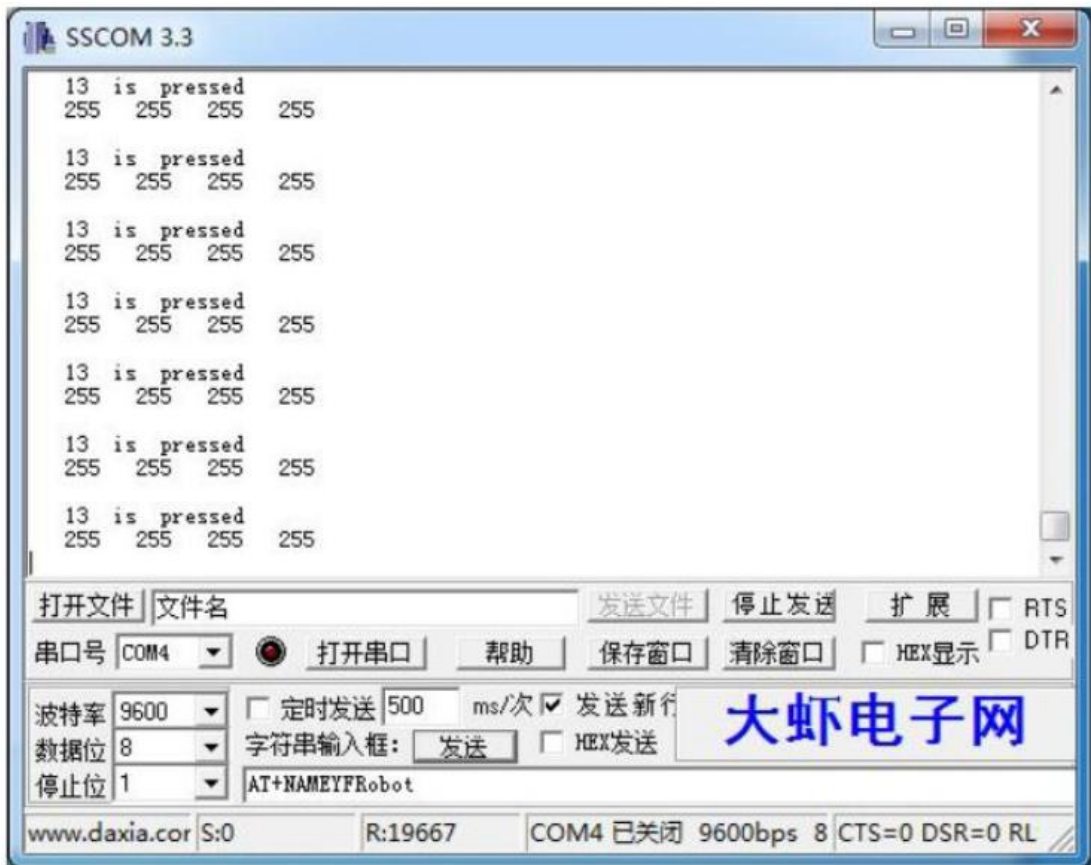 SSCOM 3.3
13 is pressed
255 255 255 255
13 is pressed
255 255 255 255
13 is pressed
255 255 255 255
13 is pressed
255 255 255 255
13 is pressed
255 255 255 255
13 is pressed
255 255 255 255
13 is pressed
255 255 255 255
打开文件 文件名 发送文件 停止发送 扩展 RTS
串口号 COM4 打开串口 帮助 保存窗口 清除窗口 HEX显示 DTR
波特率 9600 定时发送 500 ms/次 发送新行 大虾电子网
数据位 8 字符串输入框: 发送 HEX发送
停止位 1 AT+NAMEYFRobot
www.daxia.cor S:0 R:19667 COM4 已关闭 9600bps 8 CTS=0 DSR=0 RL